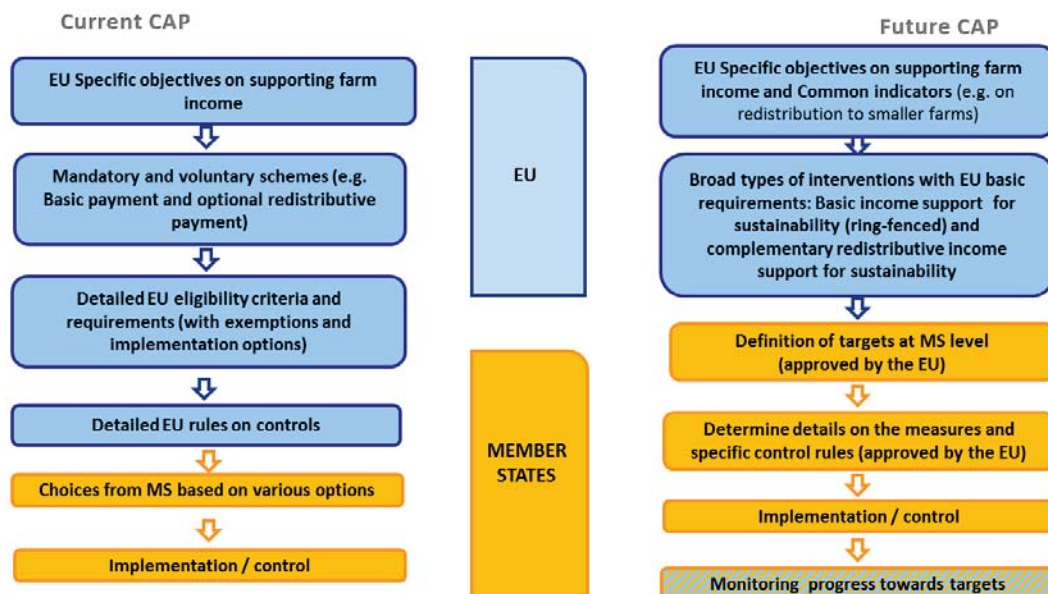 Current CAP
EU Specific objectives on supporting farm
income
Mandatory and voluntary schemes (e.g.
Basic payment and optional redistributive
payment)
Detailed EU eligibility criteria and
requirements (with exemptions and
implementation options)
Detailed EU rules on controls
Choices from MS based on various options
Implementation / control
EU
MEMBER
STATES
Future CAP
EU Specific objectives on supporting farm
income and Common indicators (e.g. on
redistribution to smaller farms)
Broad types of interventions with EU basic
requirements: Basic income support for
sustainability (ring-fenced) and
complementary redistributive income
support for sustainability
Definition of targets at MS level
(approved by the EU)
Determine details on the measures and
specific control rules (approved by the EU)
Implementation / control
Monitoring progress towards targets